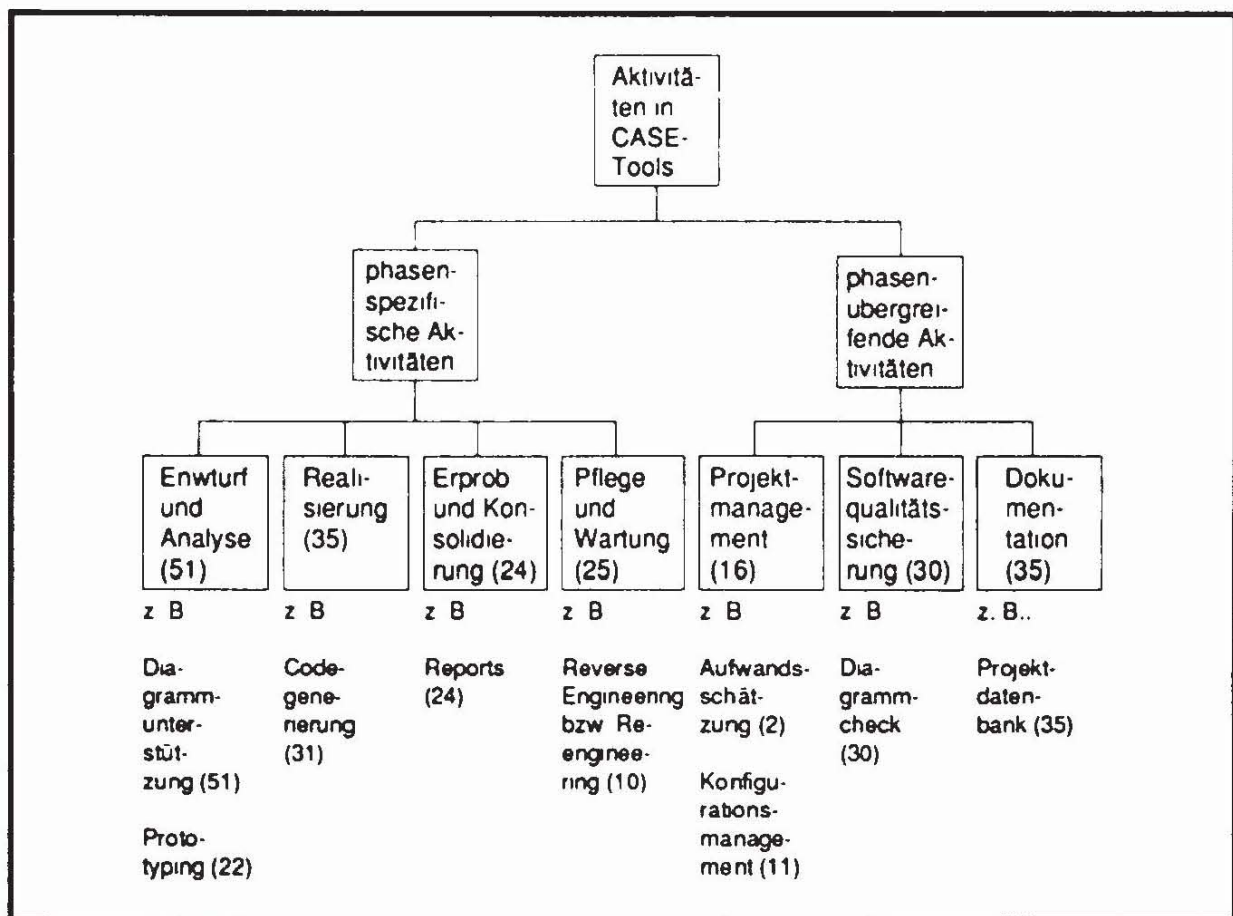 Aktivitä-
ten in
CASE-
Tools
phasen-
spezifi-
sche Ak-
tivitäten
phasen-
ubergrei-
fende Ak-
tivitäten
Enwturf
und
Analyse
(51)
Reali-
sierung
(35)
Erprob
und Kon-
solidie-
rung (24)
Pflege
und
Wartung
(25)
Projekt-
manage-
ment
(16)
Software-
qualitäts-
siche-
rung (30)
Doku-
men-
tation
(35)
z B
z B
z B
z B
z B
z B
z. B..
Dia-
gramm-
unter-
stüt-
zung (51)
Proto-
typing (22)
Code-
gene-
rierung
(31)
Reports
(24)
Reverse
Engineering
bzw Re-
enginee-
ring (10)
Aufwands-
schät-
zung (2)
Konfigu-
rations-
manage-
ment (11)
Dia-
gramm-
check
(30)
Projekt-
daten-
bank (35)